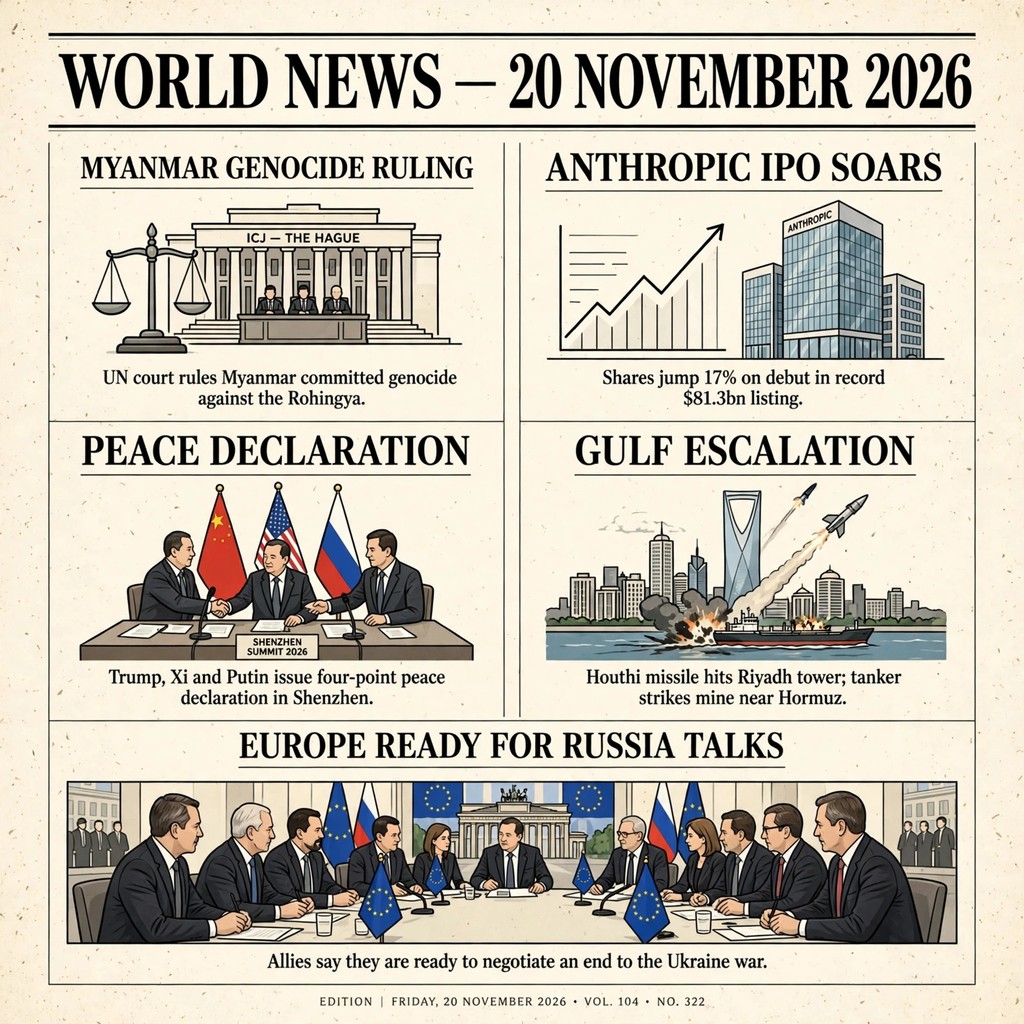 WORLD NEWS — 20 NOVEMBER 2026
MYANMAR GENOCIDE RULING
ICJ — THE HAGUE
UN court rules Myanmar committed genocide
against the Rohingya.
ANTHROPIC IPO SOARS
ANTHROPIC
Shares jump 17% on debut in record
$81.3bn listing.
PEACE DECLARATION
SHENZHEN
SUMMIT 2026
Trump, Xi and Putin issue four-point peace
declaration in Shenzhen.
GULF ESCALATION
Houthi missile hits Riyadh tower; tanker
strikes mine near Hormuz.
EUROPE READY FOR RUSSIA TALKS
Allies say they are ready to negotiate an end to the Ukraine war.
EDITION | FRIDAY, 20 NOVEMBER 2026 • VOL. 104 • NO. 322